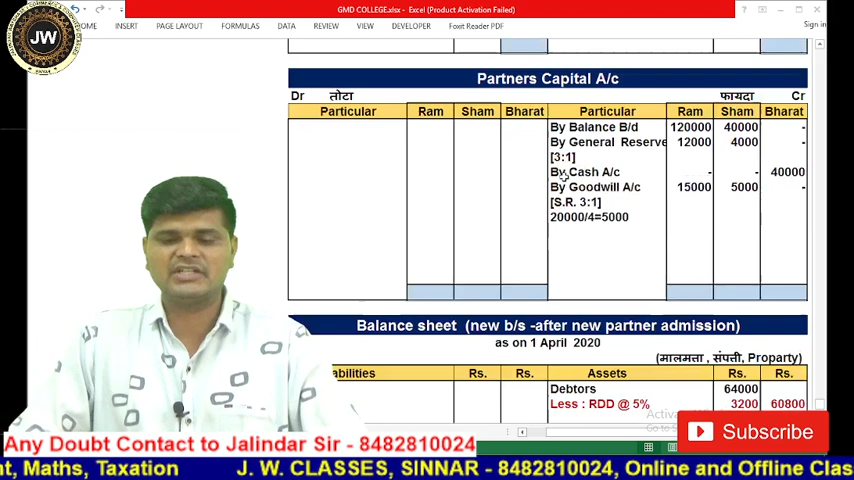 GMD COLLEGE.xlsx - Excel (Product Activation Failed)
Sign in
HOME INSERT PAGE LAYOUT FORMULAS DATA REVIEW VIEW DEVELOPER Foxit Reader PDF
JW
Partners Capital A/c
Dr तोटा फायदा Cr
Particular Ram Sham Bharat Particular Ram Sham Bharat
By Balance B/d 120000 40000 -
By General Reserve 12000 4000 -
[3:1]
By Cash A/c - - 40000
By Goodwill A/c 15000 5000 -
[S.R. 3:1]
20000/4=5000
Balance sheet (new b/s -after new partner admission)
as on 1 April 2020
(मालमत्ता , संपत्ती, Proparty)
abilities Rs. Rs. Assets Rs. Rs.
Debtors 64000
Less : RDD @ 5% 3200 60800
Subscribe
Any Doubt Contact to Jalindar Sir - 8482810024
nt, Maths, Taxation J. W. CLASSES, SINNAR - 8482810024, Online and Offline Clas